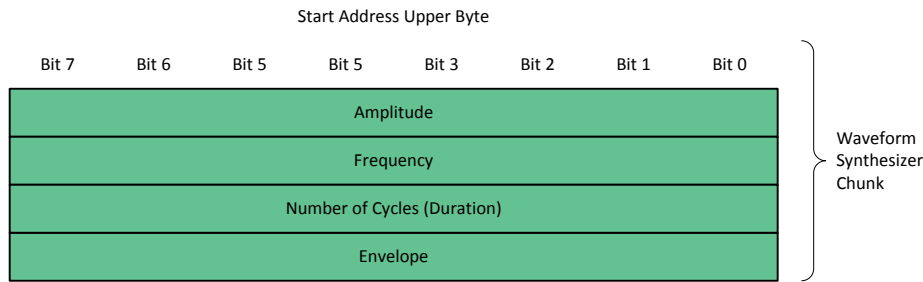 Start Address Upper Byte
Bit 7 Bit 6 Bit 5 Bit 5 Bit 3 Bit 2 Bit 1 Bit 0
Amplitude
Frequency
Number of Cycles (Duration)
Envelope
Waveform
Synthesizer
Chunk